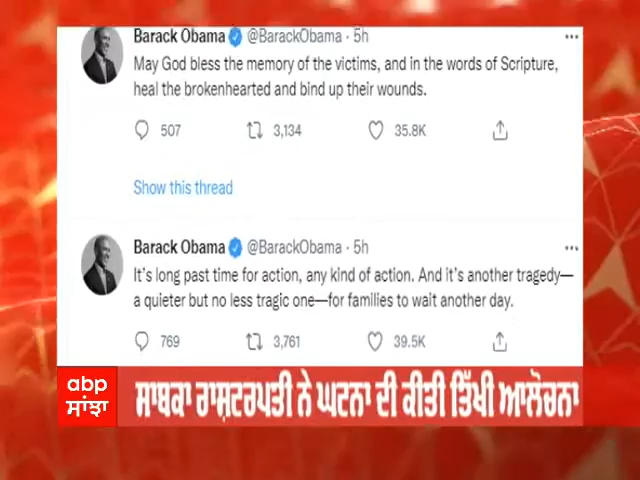 Barack Obama @BarackObama · 5h ...
May God bless the memory of the victims, and in the words of Scripture,
heal the brokenhearted and bind up their wounds.
507 3,134 35.8K
Show this thread
Barack Obama @BarackObama · 5h ...
It's long past time for action, any kind of action. And it's another tragedy—
a quieter but no less tragic one—for families to wait another day.
769 3,761 39.5K
abp
ਸਾਂਝਾ
ਸਾਬਕਾ ਰਾਸ਼ਟਰਪਤੀ ਨੇ ਘਟਨਾ ਦੀ ਕੀਤੀ ਤਿੱਖੀ ਆਲੋਚਨਾ